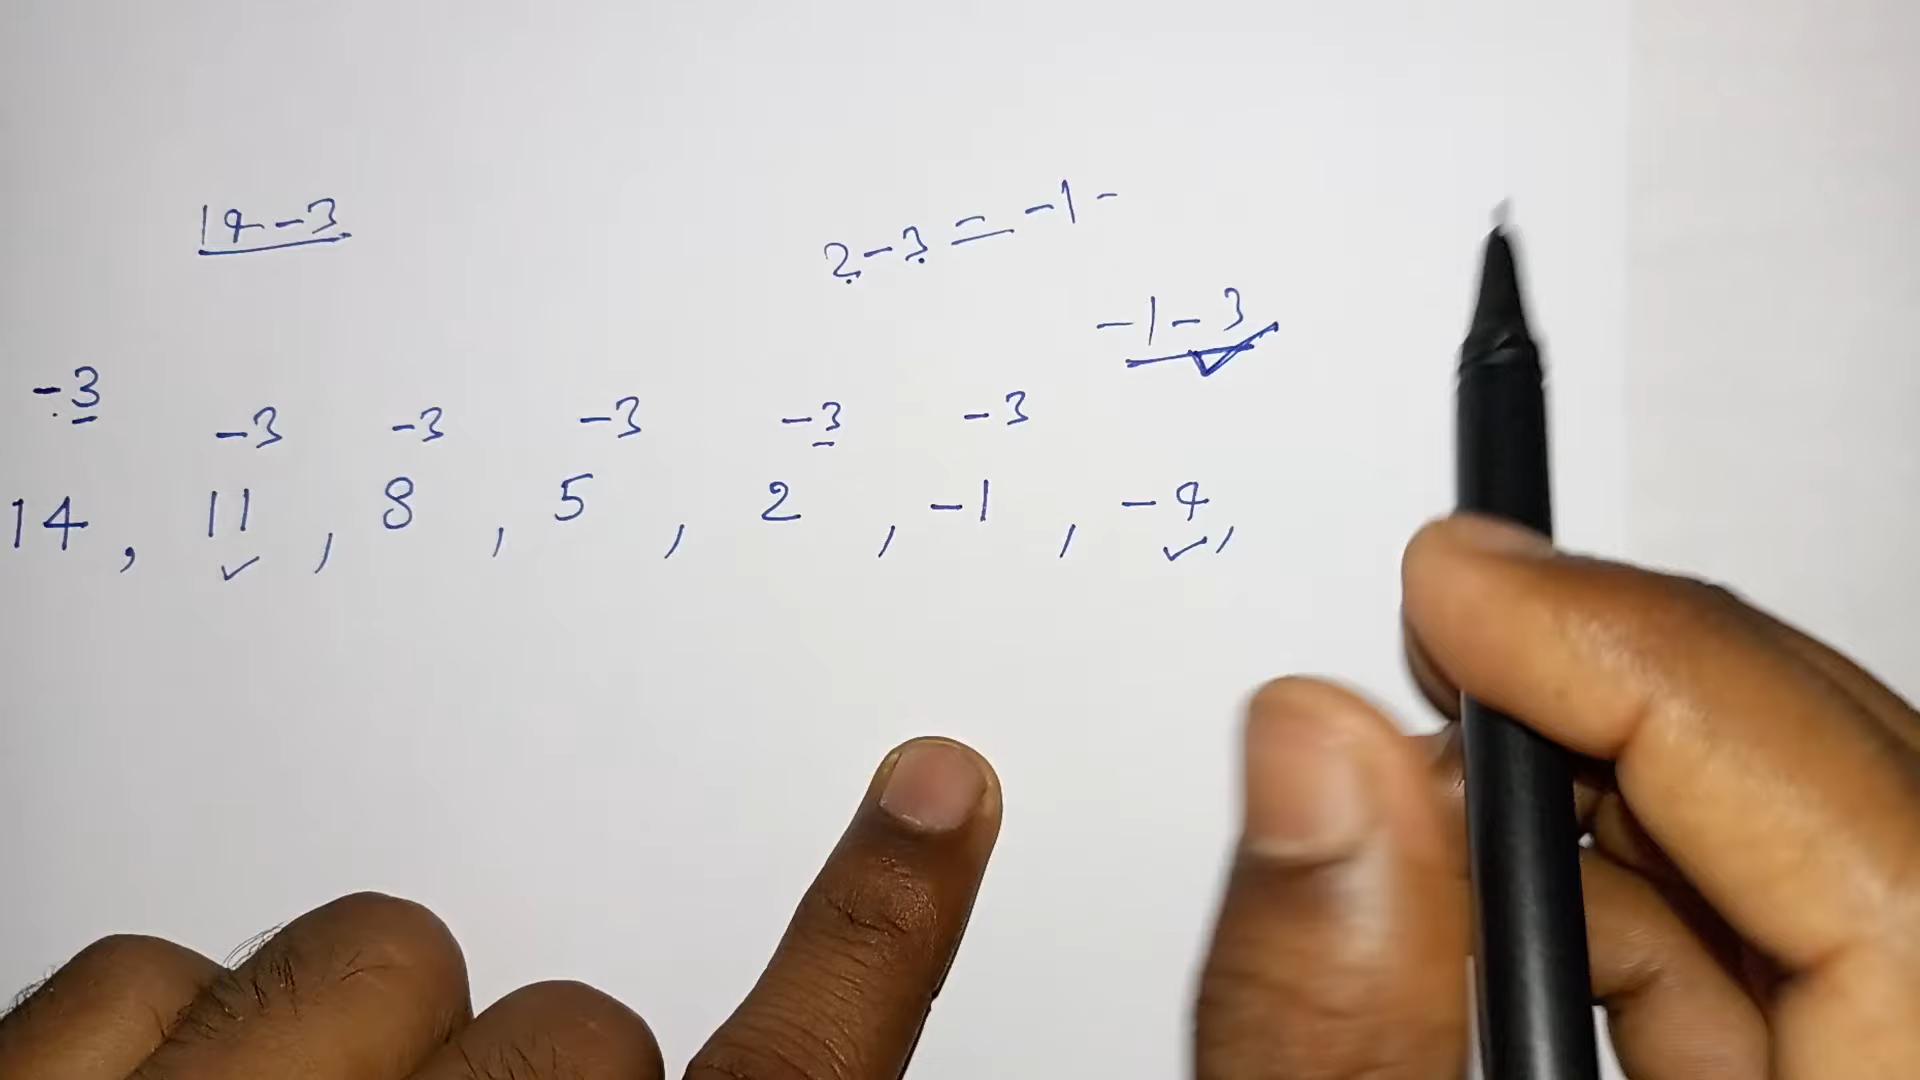 14-3
2-3 = -1 -
-1-3
-3 -3 -3 -3 -3 -3
14, 11, 8, 5, 2, -1, -4,